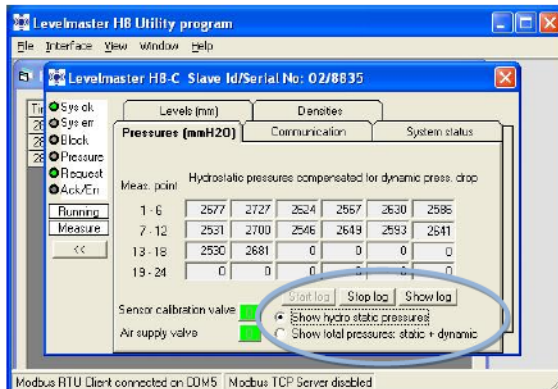 Levelmaster H8 Utility program
File Interface View Window Help
Levelmaster H8-C Slave Id/Serial No: 02/8835
Sys ok
Sys err
Block
Pressure
Request
Ack/Err
Running
Measure
<<
Levels (mm) Densities
Pressures (mmH2O) Communication System status
Hydrostatic pressures compensated for dynamic press. drop
Meas. point
1 - 6 2677 2727 2624 2567 2630 2586
7 - 12 2531 2700 2546 2649 2593 2641
13 - 18 2530 2681 0 0 0 0
19 - 24 0 0 0 0 0 0
Start log Stop log Show log
Sensor calibration valve
Show hydro static pressures
Air supply valve
Show total pressures: static + dynamic
Modbus RTU Client connected on COM5 Modbus TCP Server disabled